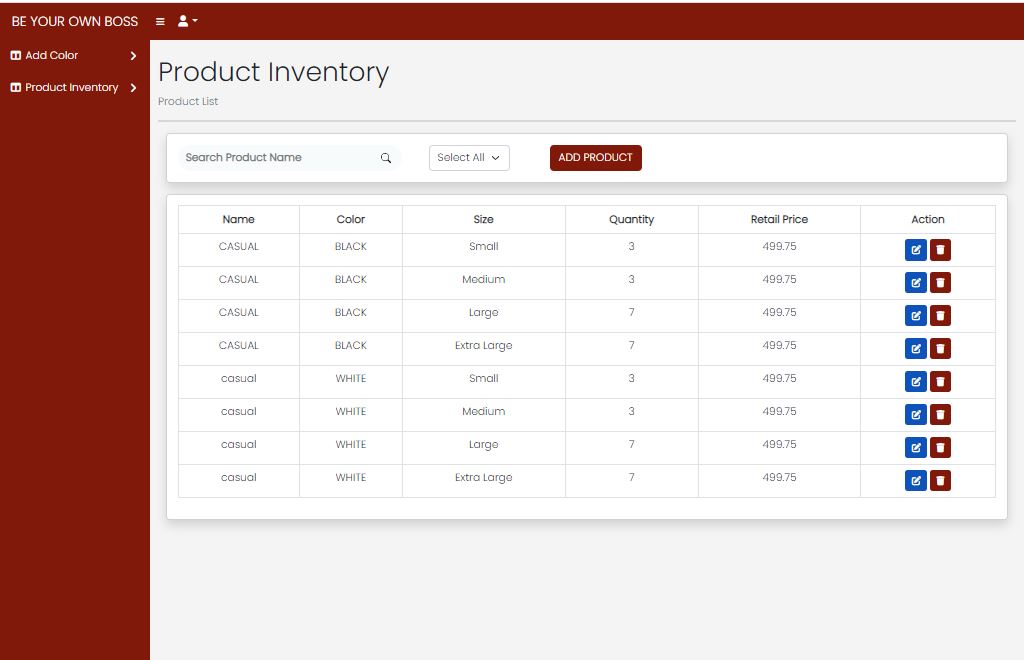 BE YOUR OWN BOSS
Add Color
Product Inventory
Product Inventory
Product List
Search Product Name Select All ADD PRODUCT
Name Color Size Quantity Retail Price Action
CASUAL BLACK Small 3 499.75
CASUAL BLACK Medium 3 499.75
CASUAL BLACK Large 7 499.75
CASUAL BLACK Extra Large 7 499.75
casual WHITE Small 3 499.75
casual WHITE Medium 3 499.75
casual WHITE Large 7 499.75
casual WHITE Extra Large 7 499.75